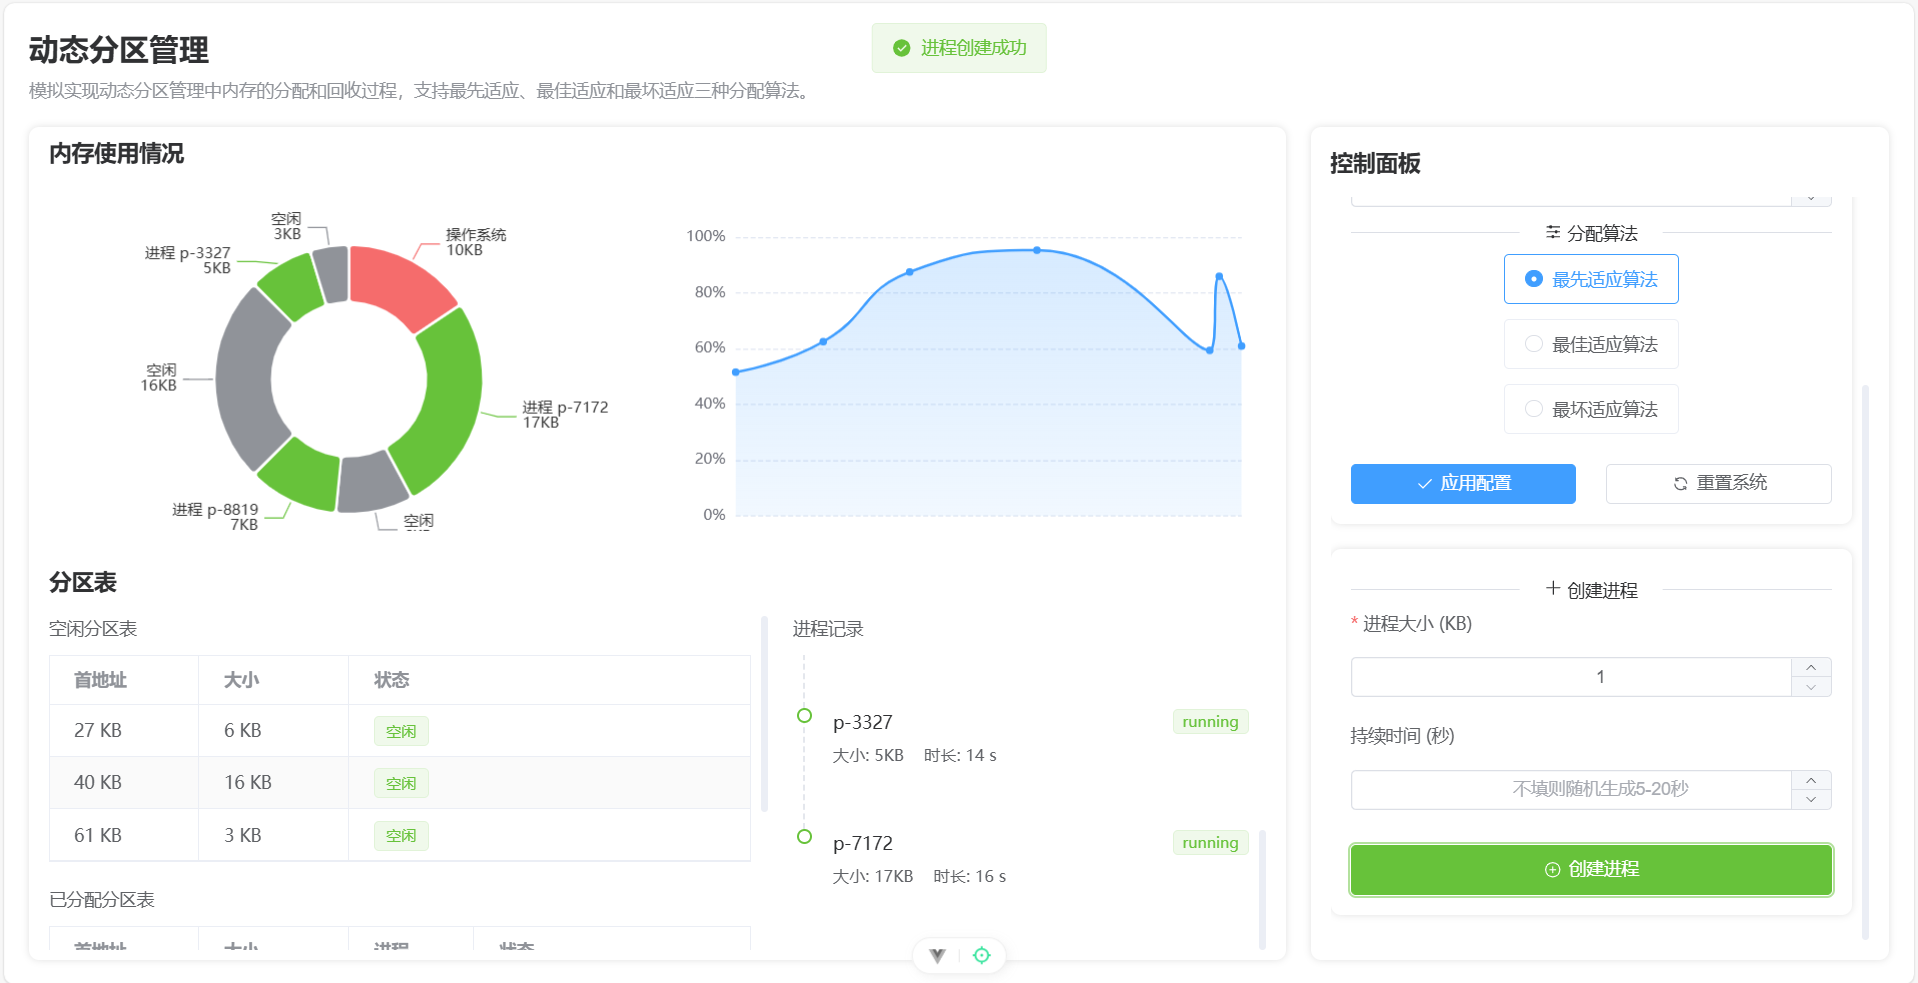 动态分区管理
进程创建成功
模拟实现动态分区管理中内存的分配和回收过程，支持最先适应、最佳适应和最坏适应三种分配算法。
内存使用情况
空闲
3KB
操作系统
10KB
进程 p-3327
5KB
空闲
16KB
进程 p-7172
17KB
进程 p-8819
7KB
空闲
100%
80%
60%
40%
20%
0%
分区表
空闲分区表
首地址 大小 状态
27 KB 6 KB 空闲
40 KB 16 KB 空闲
61 KB 3 KB 空闲
已分配分区表
首地址 大小 进程 状态
进程记录
p-3327 running
大小: 5KB 时长: 14 s
p-7172 running
大小: 17KB 时长: 16 s
控制面板
分配算法
最先适应算法
最佳适应算法
最坏适应算法
应用配置 重置系统
创建进程
* 进程大小 (KB)
1
持续时间 (秒)
不填则随机生成5-20秒
创建进程